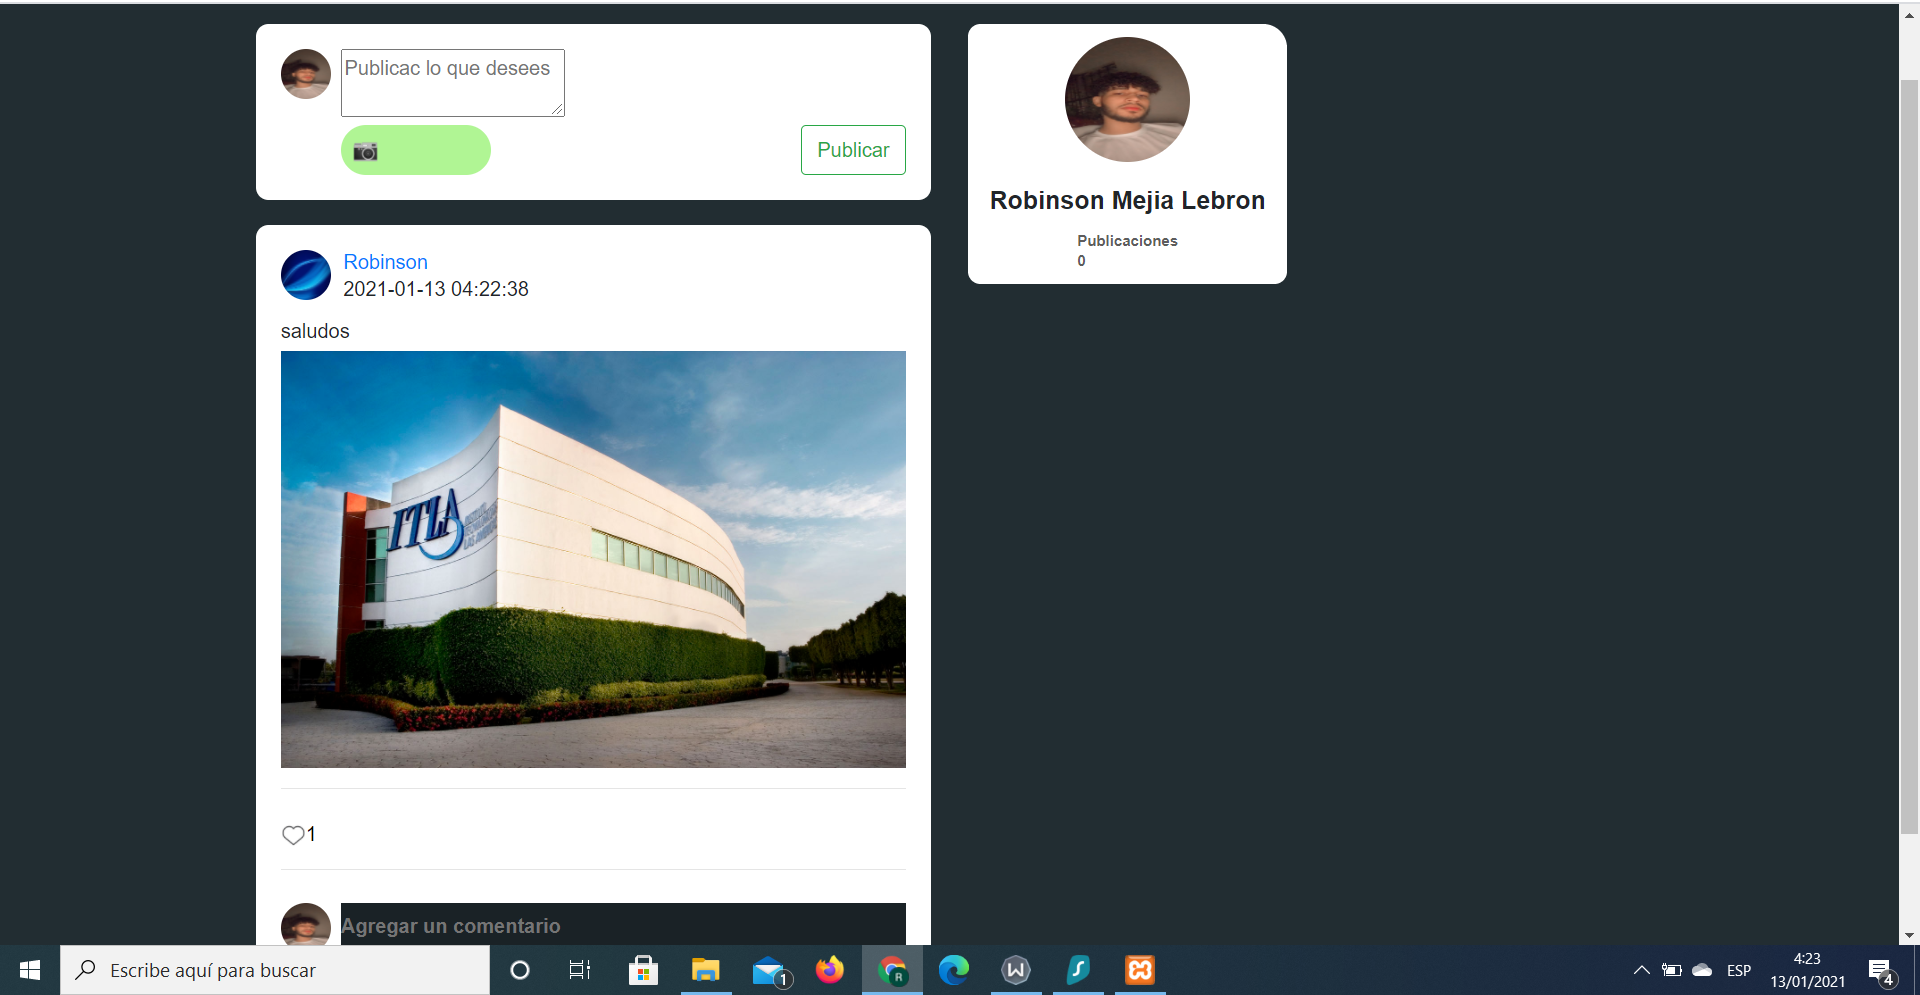 Publicac lo que desees
Publicar
Robinson
2021-01-13 04:22:38
saludos
ITLA
1
Agregar un comentario
Robinson Mejia Lebron
Publicaciones
0
Escribe aquí para buscar
1
R
ESP
4:23
13/01/2021
4